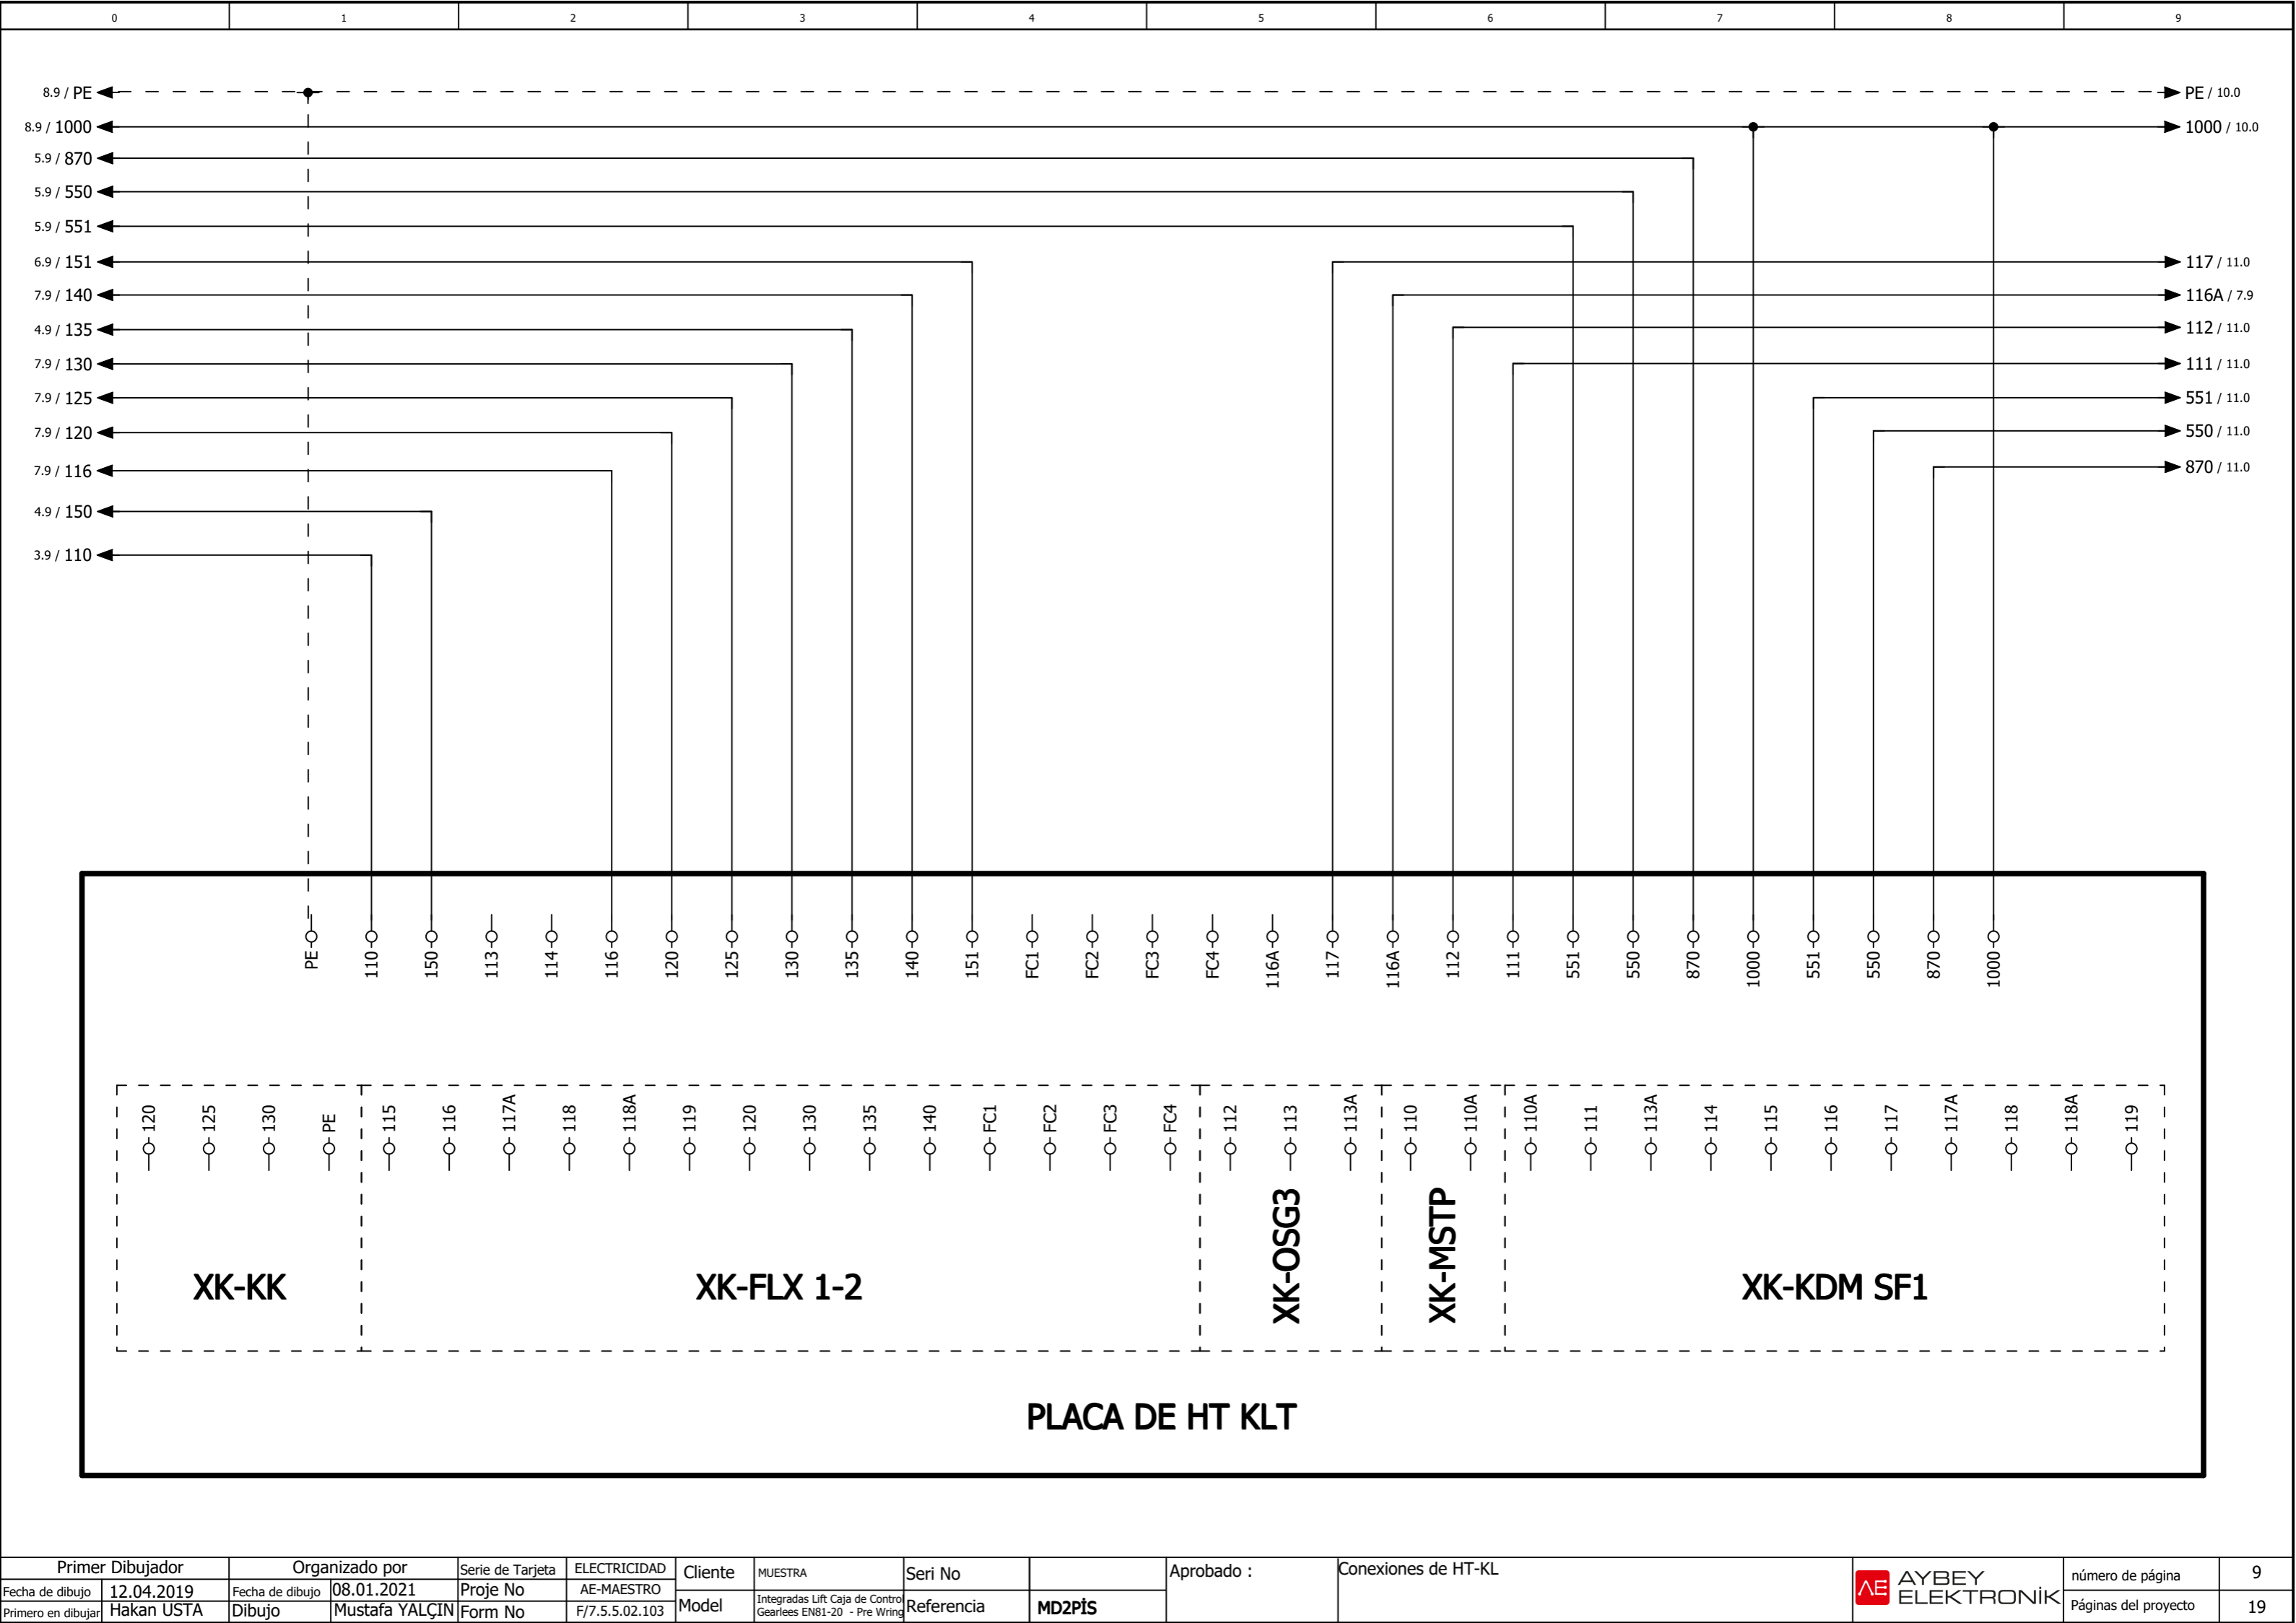 0 1 2 3 4 5 6 7 8 9
8.9 / PE
PE / 10.0
8.9 / 1000
1000 / 10.0
5.9 / 870
5.9 / 550
5.9 / 551
6.9 / 151
117 / 11.0
7.9 / 140
116A / 7.9
4.9 / 135
112 / 11.0
7.9 / 130
111 / 11.0
7.9 / 125
551 / 11.0
7.9 / 120
550 / 11.0
7.9 / 116
870 / 11.0
4.9 / 150
3.9 / 110
PE 110 150 113 114 116 120 125 130 135 140 151 FC1 FC2 FC3 FC4 116A 117 116A 112 111 551 550 870 1000 551 550 870 1000
120 125 130 PE 115 116 117A 118 118A 119 120 130 135 140 FC1 FC2 FC3 FC4 112 113 113A 110 110A 110A 111 113A 114 115 116 117 117A 118 118A 119
XK-KK
XK-FLX 1-2
XK-OSG3
XK-MSTP
XK-KDM SF1
PLACA DE HT KLT
Primer Dibujador
Fecha de dibujo 12.04.2019
Primero en dibujar Hakan USTA
Organizado por
Fecha de dibujo 08.01.2021
Dibujo Mustafa YALÇIN
Serie de Tarjeta ELECTRICIDAD
Proje No AE-MAESTRO
Form No F/7.5.5.02.103
Cliente MUESTRA
Model Integradas Lift Caja de Control
Gearlees EN81-20 - Pre Wring
Seri No
Referencia MD2PİS
Aprobado :
Conexiones de HT-KL
AE AYBEY
ELEKTRONİK
número de página 9
Páginas del proyecto 19